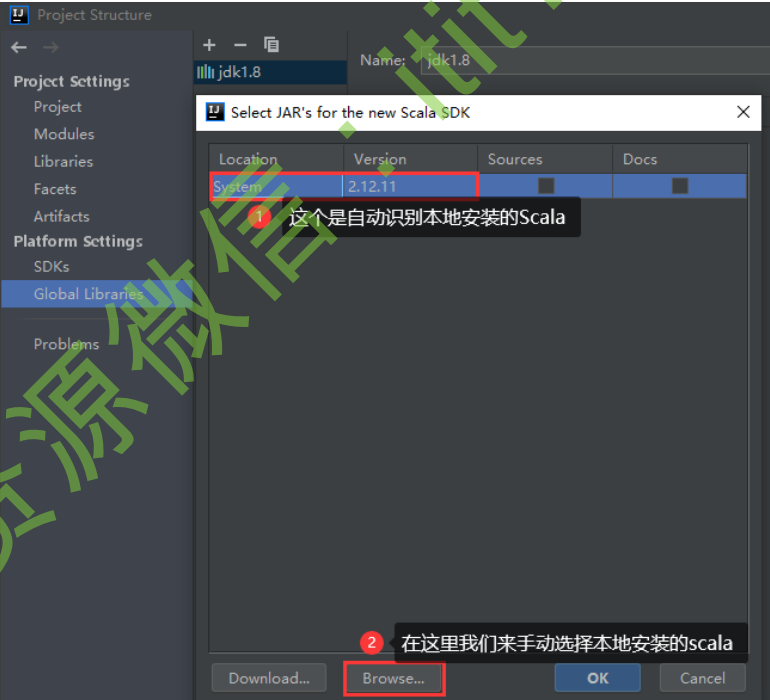 Project Structure
Project Settings
Project
Modules
Libraries
Facets
Artifacts
Platform Settings
SDKs
Global Libraries
Problems
jdk1.8
Name: jdk1.8
Select JAR's for the new Scala SDK
Location Version Sources Docs
System 2.12.11
1 这个是自动识别本地安装的Scala
2 在这里我们来手动选择本地安装的scala
Download... Browse... OK Cancel
资源微信:itit